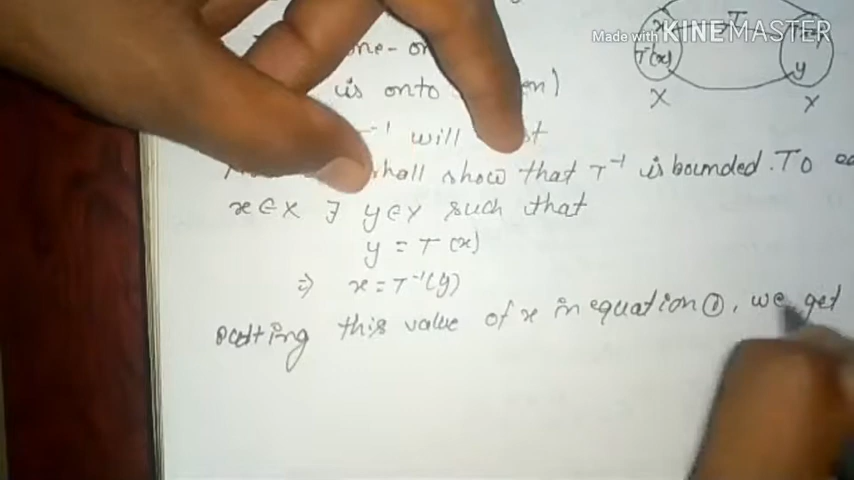 Made with KINEMASTER
x T
T(x) y
X Y
is onto
will
shall show that T⁻¹ is bounded. To
x∈X ∃ y∈Y such that
y = T(x)
⇒ x = T⁻¹(y)
putting this value of x in equation ①, we get